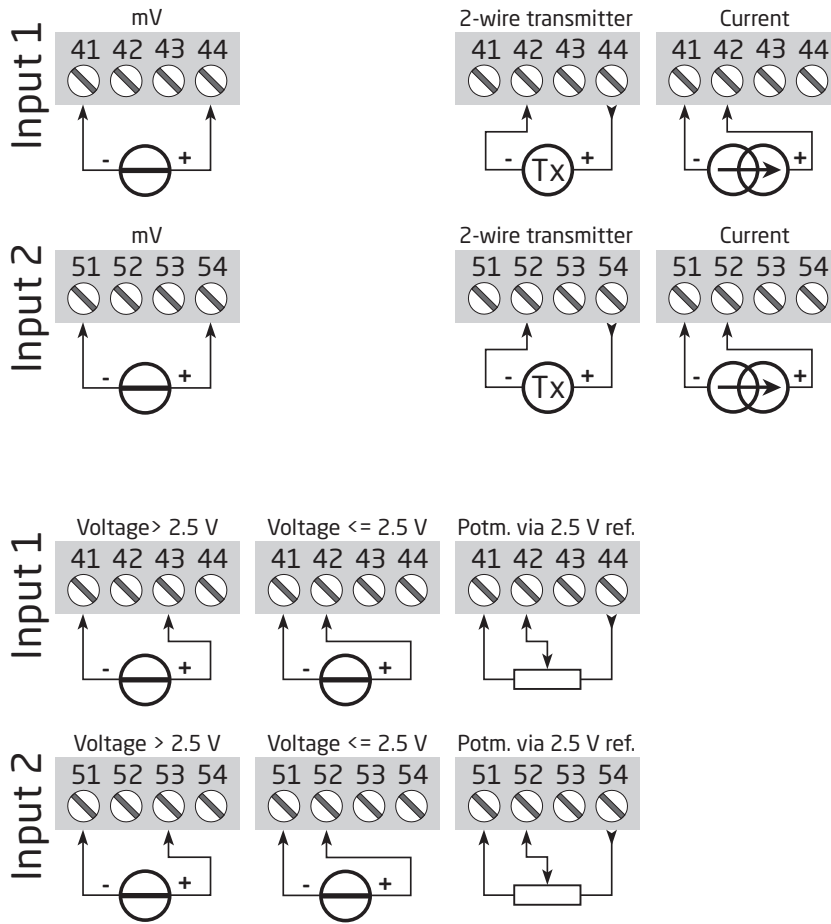 Input 1
mV
41 42 43 44
- +
2-wire transmitter
41 42 43 44
- Tx +
Current
41 42 43 44
- +
Input 2
mV
51 52 53 54
- +
2-wire transmitter
51 52 53 54
- Tx +
Current
51 52 53 54
- +
Input 1
Voltage> 2.5 V
41 42 43 44
- +
Voltage <= 2.5 V
41 42 43 44
- +
Potm. via 2.5 V ref.
41 42 43 44
Input 2
Voltage > 2.5 V
51 52 53 54
- +
Voltage <= 2.5 V
51 52 53 54
- +
Potm. via 2.5 V ref.
51 52 53 54